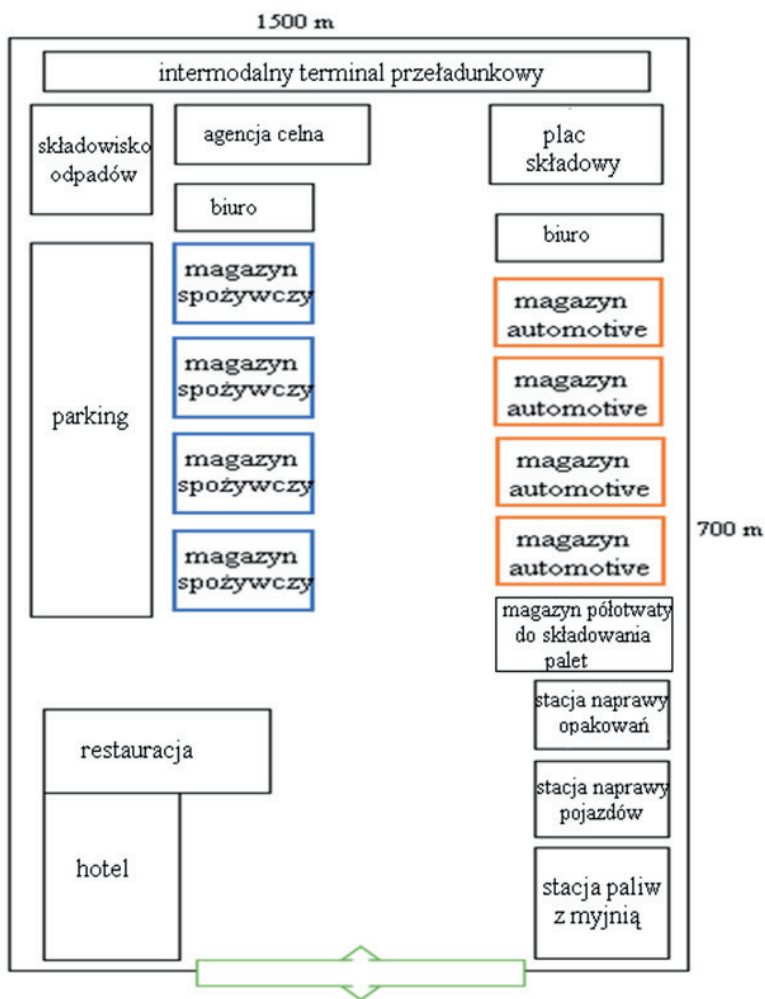 1500 m
intermodalny terminal przeładunkowy
składowisko
odpadów
agencja celna
plac
składowy
biuro
biuro
magazyn
spożywczy
magazyn
automotive
magazyn
spożywczy
magazyn
automotive
parking
magazyn
spożywczy
magazyn
automotive
700 m
magazyn
spożywczy
magazyn
automotive
magazyn półotwaty
do składowania
palet
stacja naprawy
opakowań
restauracja
stacja naprawy
pojazdów
hotel
stacja paliw
z myjnią